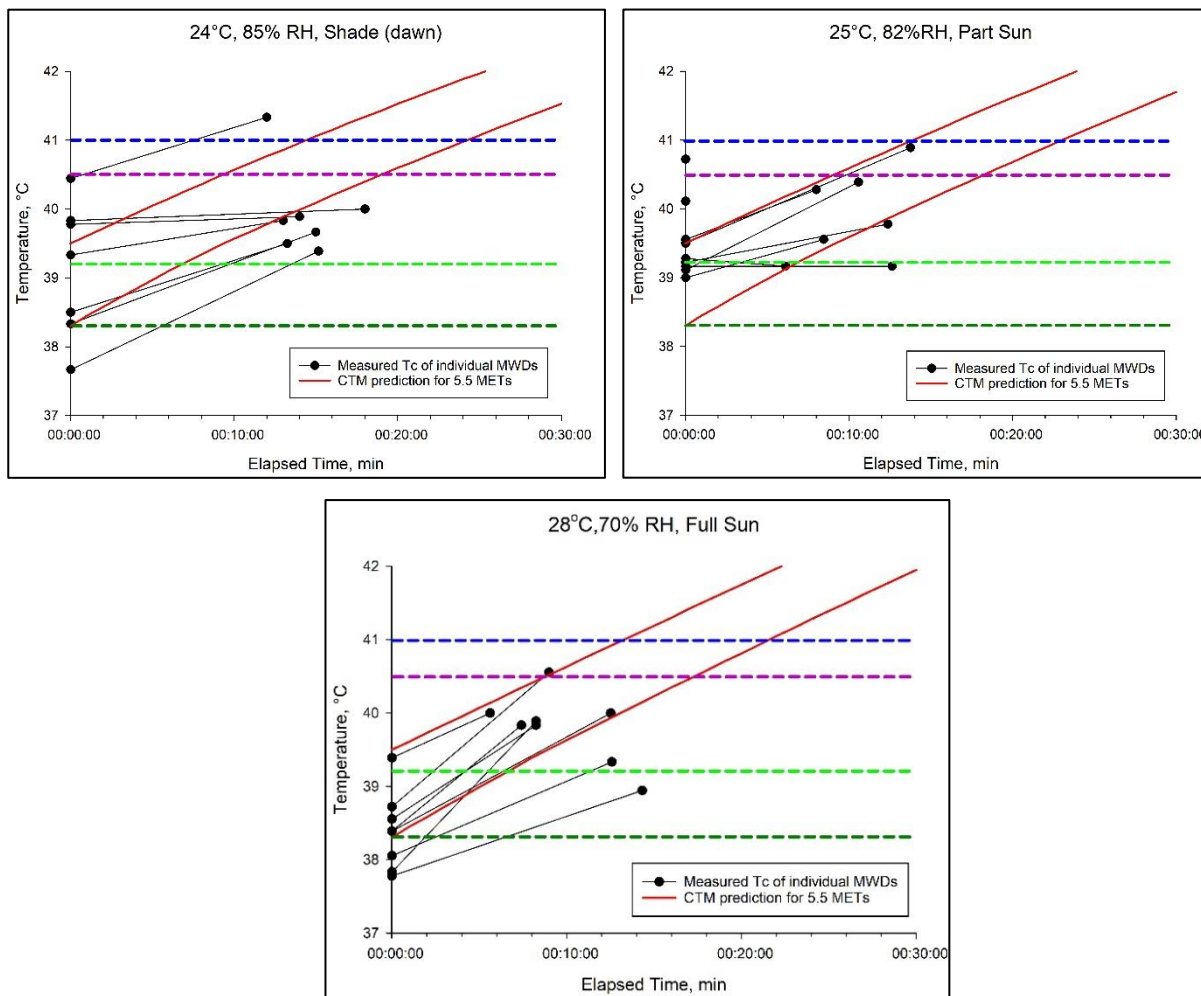 24°C, 85% RH, Shade (dawn)
42
41
40
39
38
37
Temperature, °C
Measured Tc of individual MWDs
CTM prediction for 5.5 METs
00:00:00 00:10:00 00:20:00 00:30:00
Elapsed Time, min
25°C, 82%RH, Part Sun
42
41
40
39
38
37
Temperature, °C
Measured Tc of individual MWDs
CTM prediction for 5.5 METs
00:00:00 00:10:00 00:20:00 00:30:00
Elapsed Time, min
28°C,70% RH, Full Sun
42
41
40
39
38
37
Temperature, °C
Measured Tc of individual MWDs
CTM prediction for 5.5 METs
00:00:00 00:10:00 00:20:00 00:30:00
Elapsed Time, min